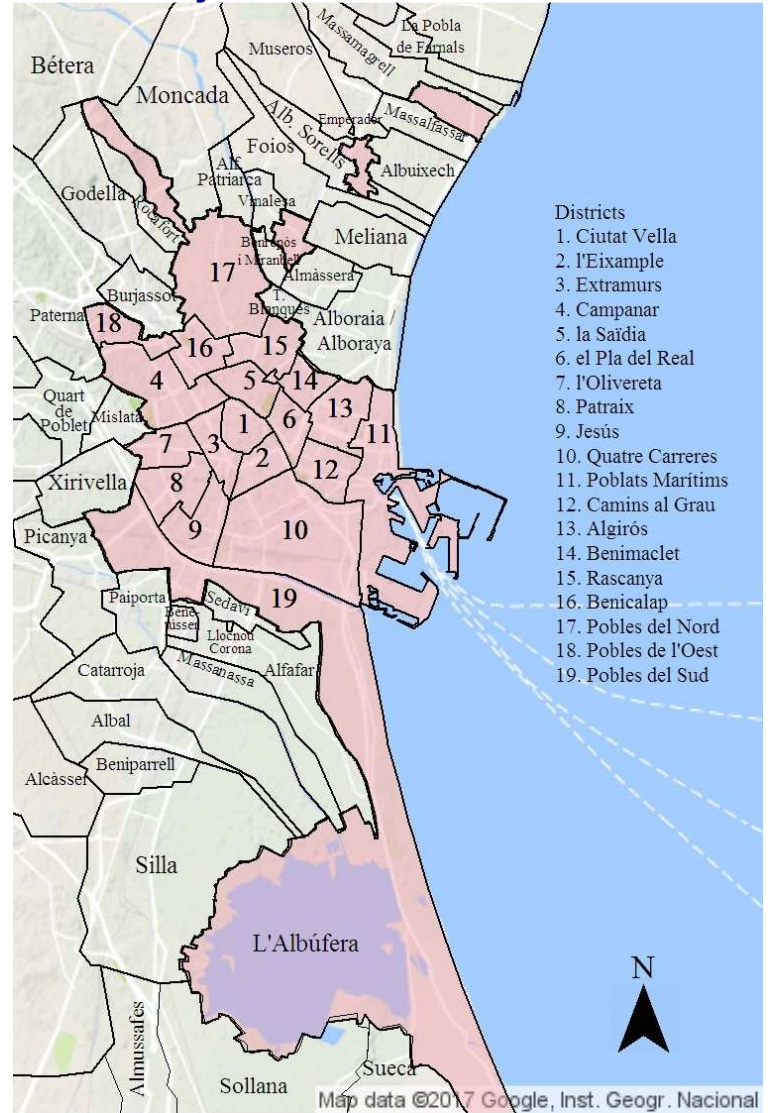 La Pobla
de Farnals
Massamagrell
Museros
Bétera
Moncada
Emperador
Massalfassar
Alb. Sorells
Foios
Albuixech
Alf.
Patriarca
Godella
Vinalesa
Rocafort
Meliana
Benirepòs
i Mirambell
17
Almàssera
Burjassot
T.
Blanques
Alboraia /
Alboraya
Paterna
18
16
15
4
5
14
Quart
de
Poblet
Mislata
6
13
1
11
7
3
2
12
8
Xirivella
9
10
Picanya
Paiporta
19
Sedaví
Bene-
tússer
Llocnou
Corona
Massanassa
Alfafar
Catarroja
Albal
Beniparrell
Alcàsser
Silla
L'Albúfera
Almussafes
Sollana
Sueca
Districts
1. Ciutat Vella
2. l'Eixample
3. Extramurs
4. Campanar
5. la Saïdia
6. el Pla del Real
7. l'Olivereta
8. Patraix
9. Jesús
10. Quatre Carreres
11. Poblats Marítims
12. Camins al Grau
13. Algirós
14. Benimaclet
15. Rascanya
16. Benicalap
17. Pobles del Nord
18. Pobles de l'Oest
19. Pobles del Sud
N
Map data ©2017 Google, Inst. Geogr. Nacional